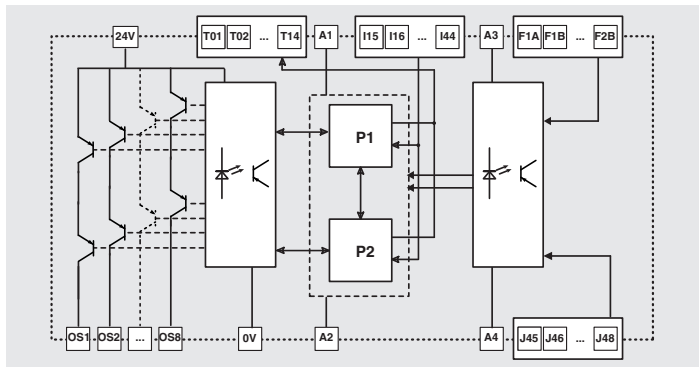 24V
T01 T02 ... T14
A1
I15 I16 ... I44
A3
F1A F1B ... F2B
P1
P2
OS1 OS2 ... OS8
0V
A2
A4
J45 J46 ... J48